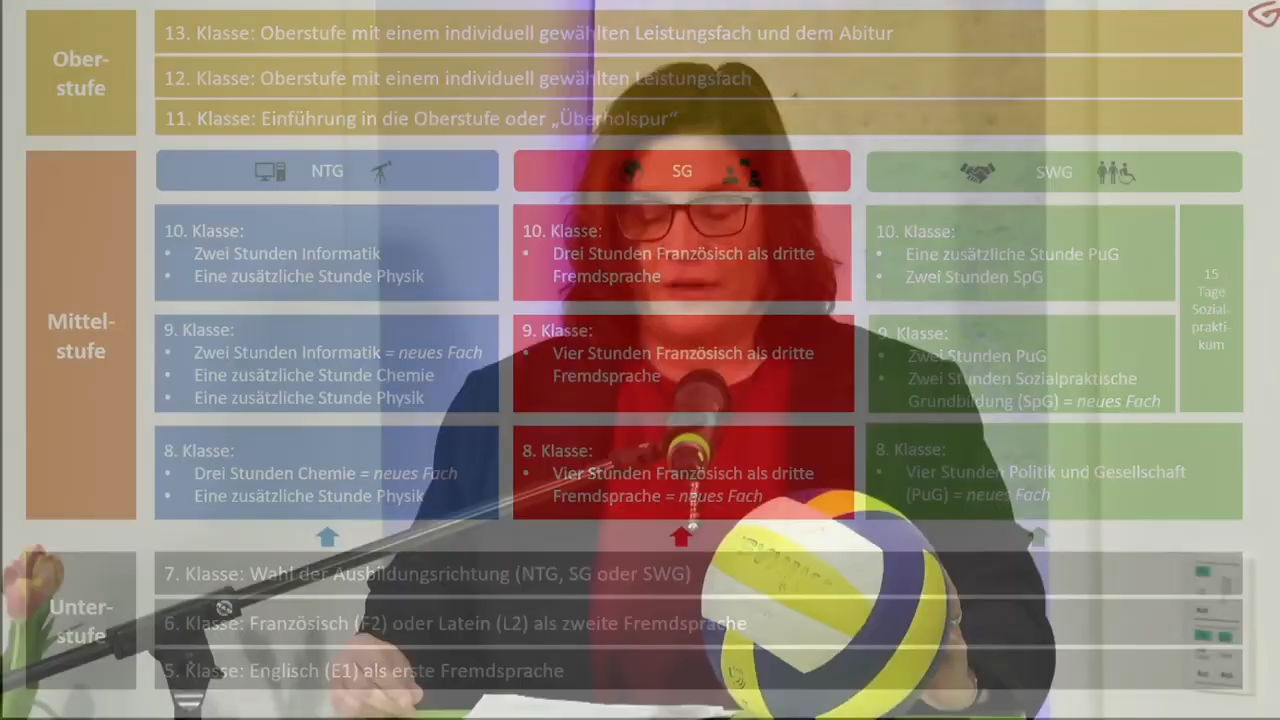 Ober-
stufe
13. Klasse: Oberstufe mit einem individuell gewählten Leistungsfach und dem Abitur
12. Klasse: Oberstufe mit einem individuell gewählten Leistungsfach
11. Klasse: Einführung in die Oberstufe oder „Überholspur“
Mittel-
stufe
NTG
10. Klasse:
• Zwei Stunden Informatik
• Eine zusätzliche Stunde Physik
9. Klasse:
• Zwei Stunden Informatik = neues Fach
• Eine zusätzliche Stunde Chemie
• Eine zusätzliche Stunde Physik
8. Klasse:
• Drei Stunden Chemie = neues Fach
• Eine zusätzliche Stunde Physik
SG
10. Klasse:
• Drei Stunden Französisch als dritte
Fremdsprache
9. Klasse:
• Vier Stunden Französisch als dritte
Fremdsprache
8. Klasse:
• Vier Stunden Französisch als dritte
Fremdsprache = neues Fach
SWG
10. Klasse:
• Eine zusätzliche Stunde PuG
• Zwei Stunden SpG
9. Klasse:
• Zwei Stunden PuG
• Zwei Stunden Sozialpraktische
Grundbildung (SpG) = neues Fach
8. Klasse:
• Vier Stunden Politik und Gesellschaft
(PuG) = neues Fach
15
Tage
Sozial-
prakti-
kum
Unter-
stufe
7. Klasse: Wahl der Ausbildungsrichtung (NTG, SG oder SWG)
6. Klasse: Französisch (F2) oder Latein (L2) als zweite Fremdsprache
5. Klasse: Englisch (E1) als erste Fremdsprache